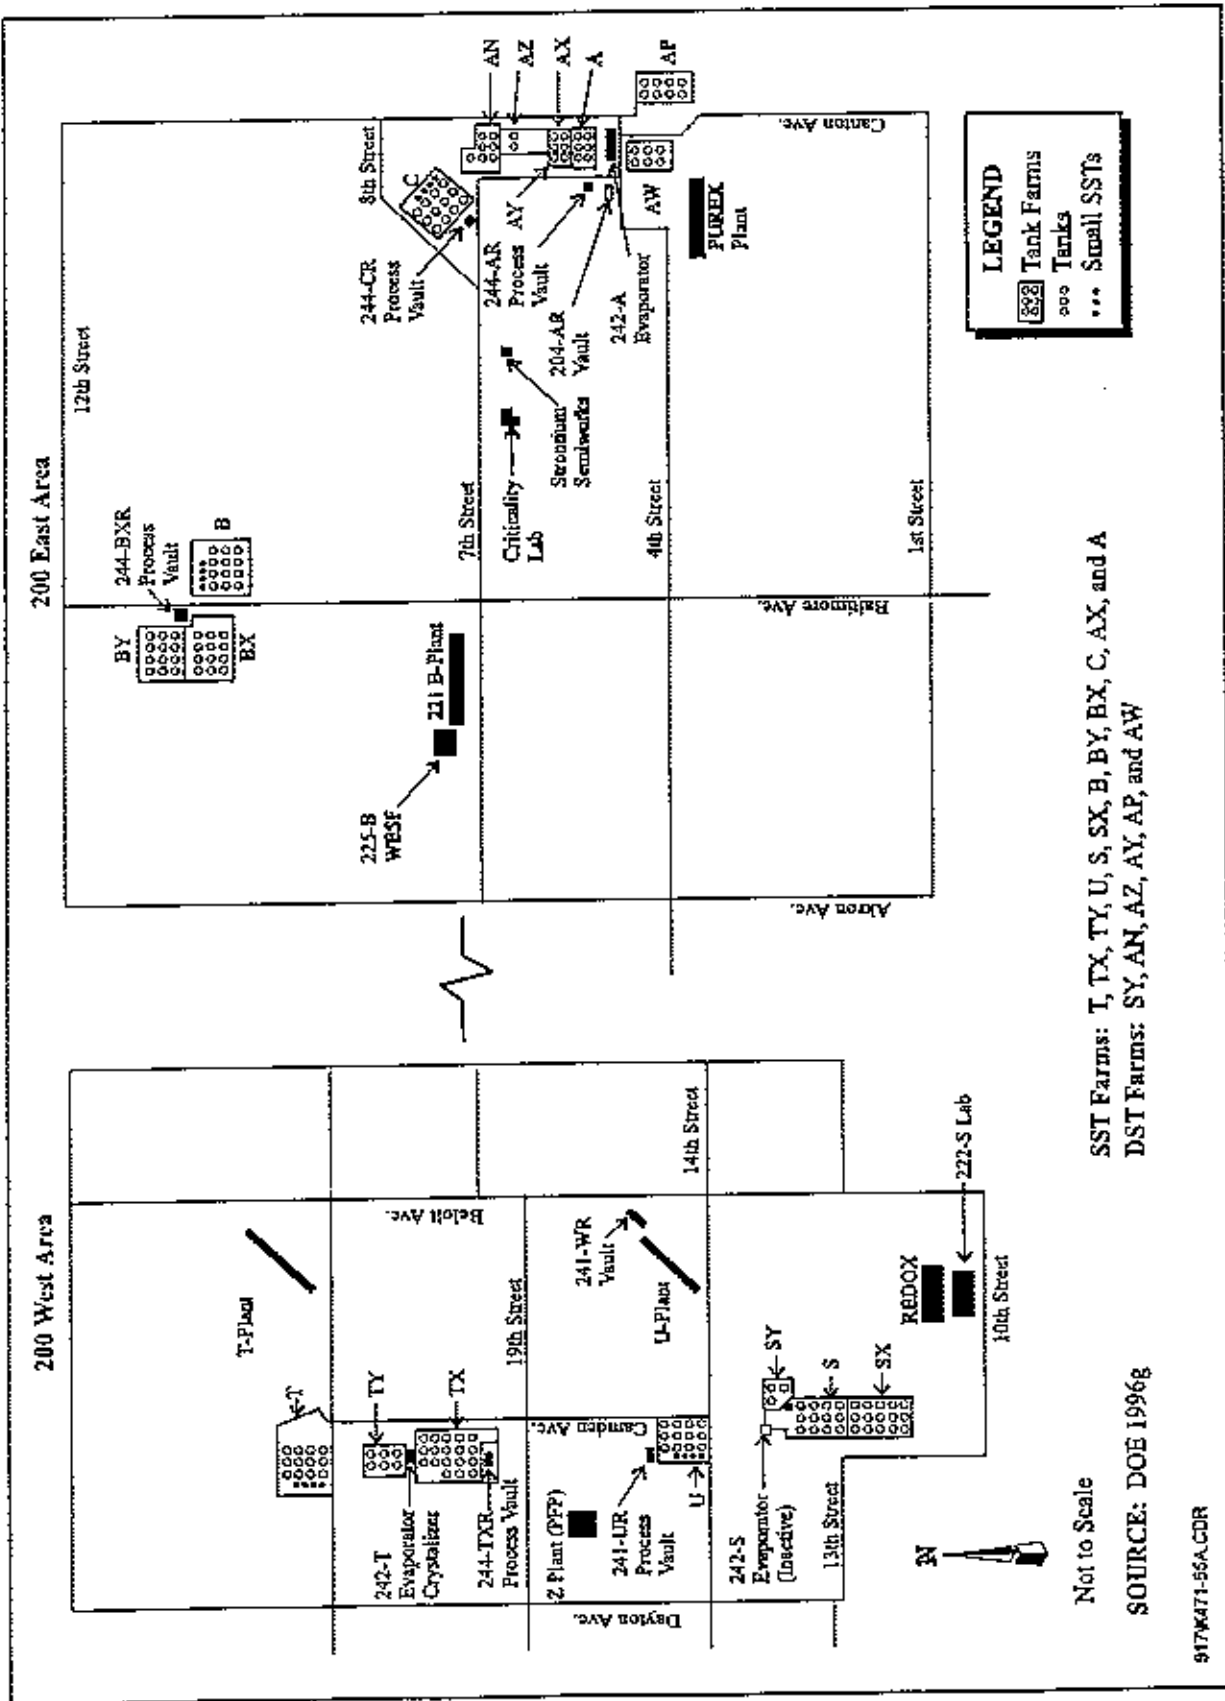 200 West Area
200 East Area
T-Plant
T
TY
TX
242-T
Evaporator
Crystalizer
244-TXR
Process Vault
Beloit Ave.
19th Street
Camden Ave.
Dayton Ave.
Z Plant (PFP)
241-UR
Process
Vault
U
U-Plant
241-WR
Vault
14th Street
242-S
Evaporator
(Inactive)
13th Street
SY
S
SX
REDOX
222-S Lab
10th Street
12th Street
BY
BX
244-BXR
Process
Vault
B
225-B
WESF
221 B-Plant
7th Street
8th Street
C
244-CR
Process
Vault
AN
AZ
AX
A
AP
AY
244-AR
Process
Vault
204-AR
Vault
242-A
Evaporator
AW
PUREX
Plant
Criticality
Lab
Strontium
Semiworks
4th Street
1st Street
Baltimore Ave.
Akron Ave.
Canton Ave.
LEGEND
Tank Farms
Tanks
Small SSTs
N
Not to Scale
SOURCE: DOE 1996g
SST Farms: T, TX, TY, U, S, SX, B, BY, BX, C, AX, and A
DST Farms: SY, AN, AZ, AY, AP, and AW